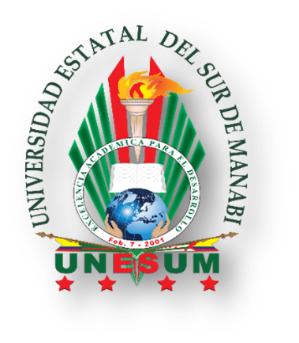 UNIVERSIDAD ESTATAL DEL SUR DE MANABI
EXCELENCIA ACADEMICA PARA EL DESARROLLO
Feb. 7 - 2001
UNESUM